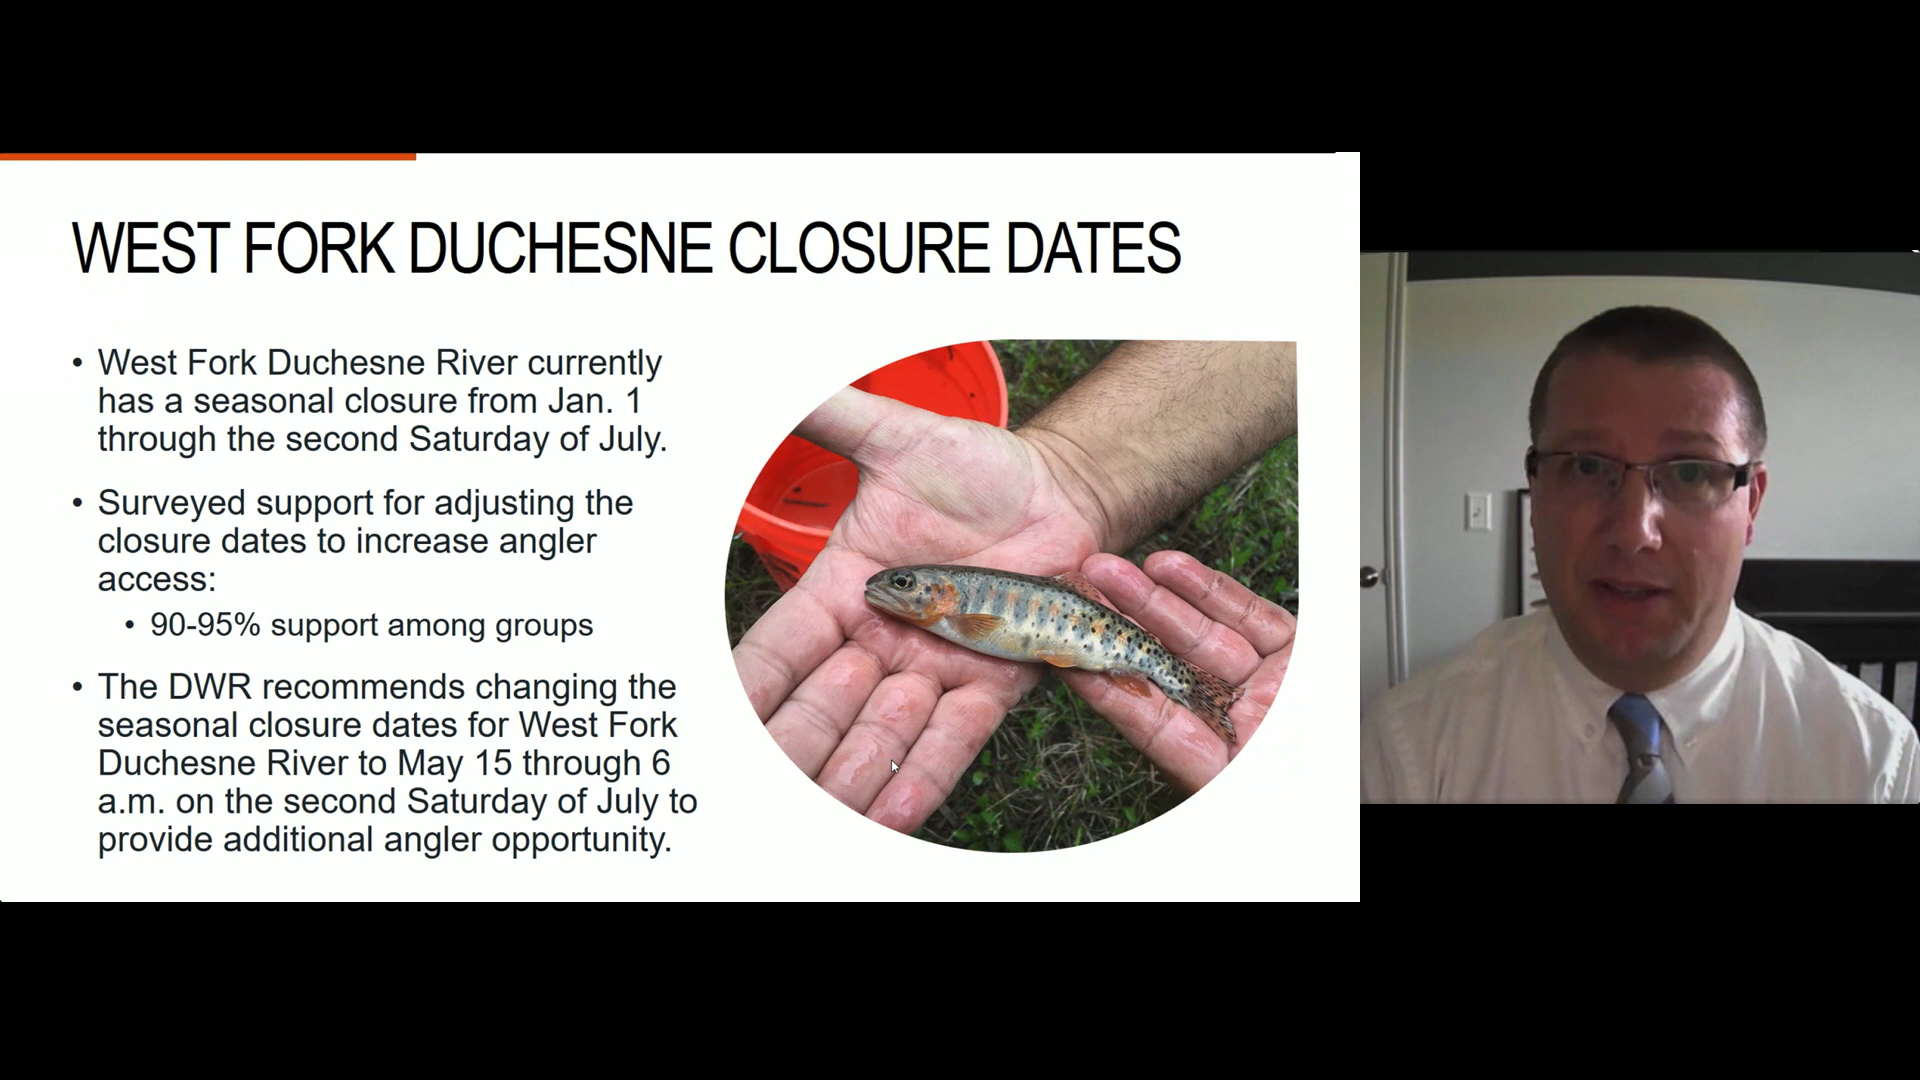 WEST FORK DUCHESNE CLOSURE DATES
• West Fork Duchesne River currently
has a seasonal closure from Jan. 1
through the second Saturday of July.
• Surveyed support for adjusting the
closure dates to increase angler
access:
• 90-95% support among groups
• The DWR recommends changing the
seasonal closure dates for West Fork
Duchesne River to May 15 through 6
a.m. on the second Saturday of July to
provide additional angler opportunity.